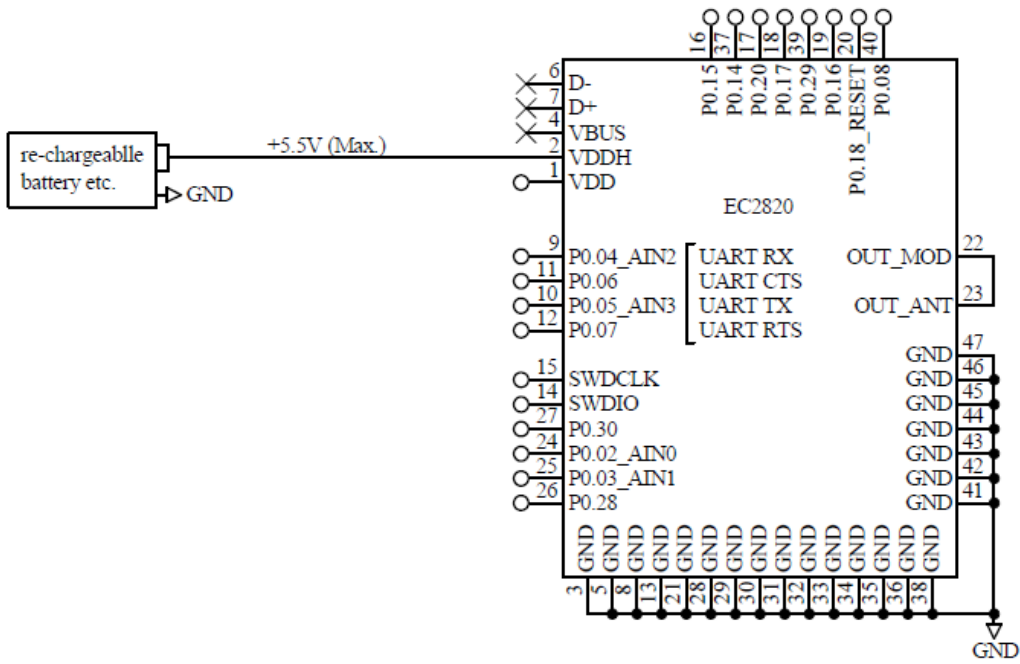 16 37 17 18 39 19 20 40
P0.15 P0.14 P0.20 P0.17 P0.29 P0.16 P0.18_RESET P0.08
6 D-
7 D+
4 VBUS
re-chargeablle
battery etc.
+5.5V (Max.)
2 VDDH
GND
1 VDD
EC2820
9 P0.04_AIN2 UART RX OUT_MOD 22
11 P0.06 UART CTS
10 P0.05_AIN3 UART TX OUT_ANT 23
12 P0.07 UART RTS
GND 47
15 SWDCLK GND 46
14 SWDIO GND 45
27 P0.30 GND 44
24 P0.02_AIN0 GND 43
25 P0.03_AIN1 GND 42
26 P0.28 GND 41
GND GND GND GND GND GND GND GND GND GND GND GND GND GND GND
3 5 8 13 21 28 29 30 31 32 33 34 35 36 38
GND